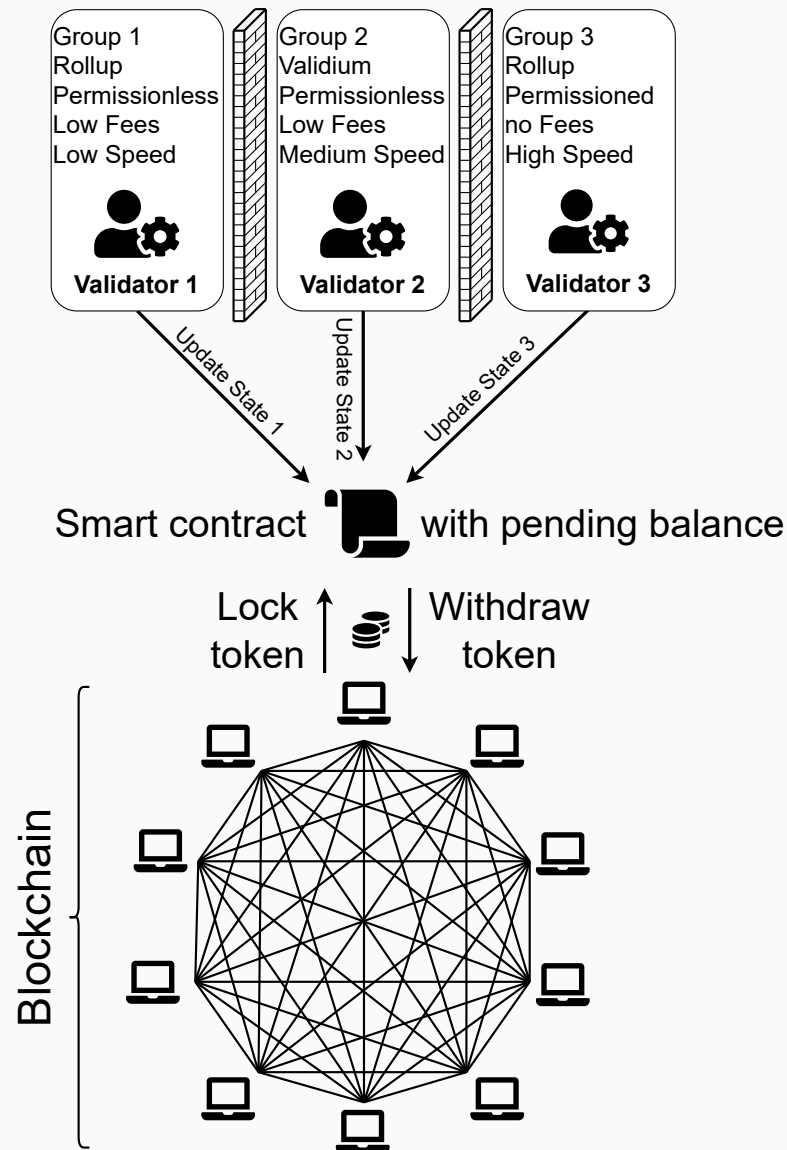 Group 1
Rollup
Permissionless
Low Fees
Low Speed
Validator 1
Group 2
Validium
Permissionless
Low Fees
Medium Speed
Validator 2
Group 3
Rollup
Permissioned
no Fees
High Speed
Validator 3
Update State 1
Update State 2
Update State 3
Smart contract with pending balance
Lock
token
Withdraw
token
Blockchain